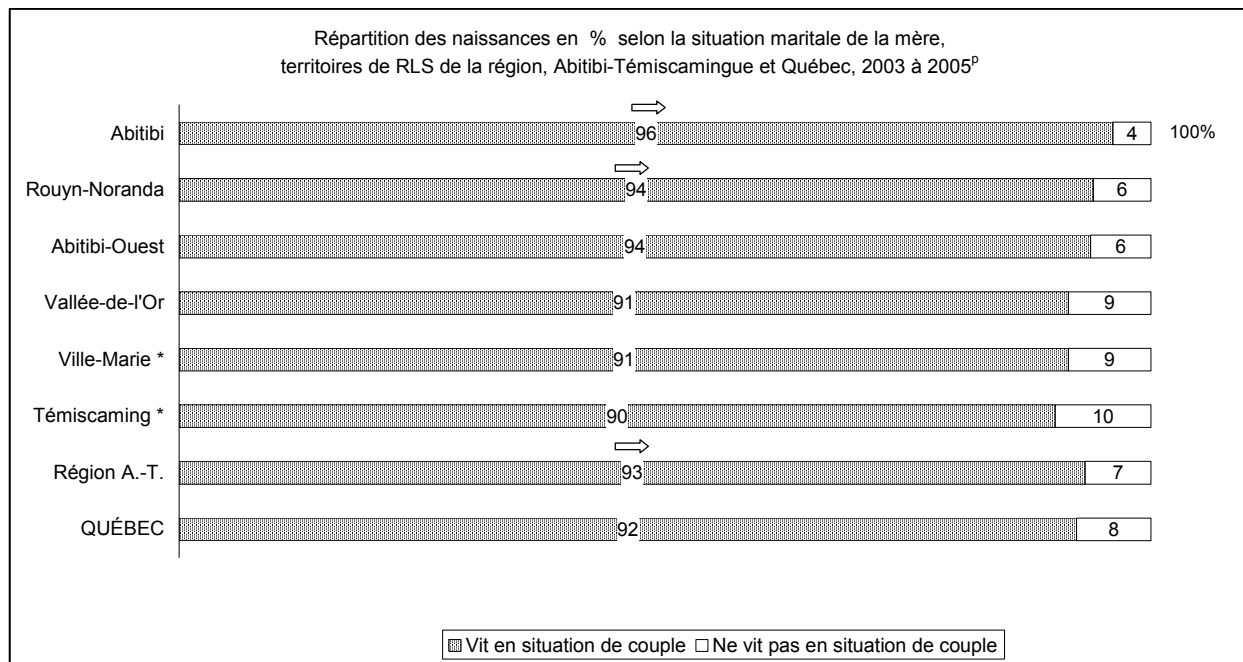 Répartition des naissances en % selon la situation maritale de la mère,
territoires de RLS de la région, Abitibi-Témiscamingue et Québec, 2003 à 2005p
Abitibi 96 4 100%
Rouyn-Noranda 94 6
Abitibi-Ouest 94 6
Vallée-de-l'Or 91 9
Ville-Marie * 91 9
Témiscaming * 90 10
Région A.-T. 93 7
QUÉBEC 92 8
Vit en situation de couple Ne vit pas en situation de couple